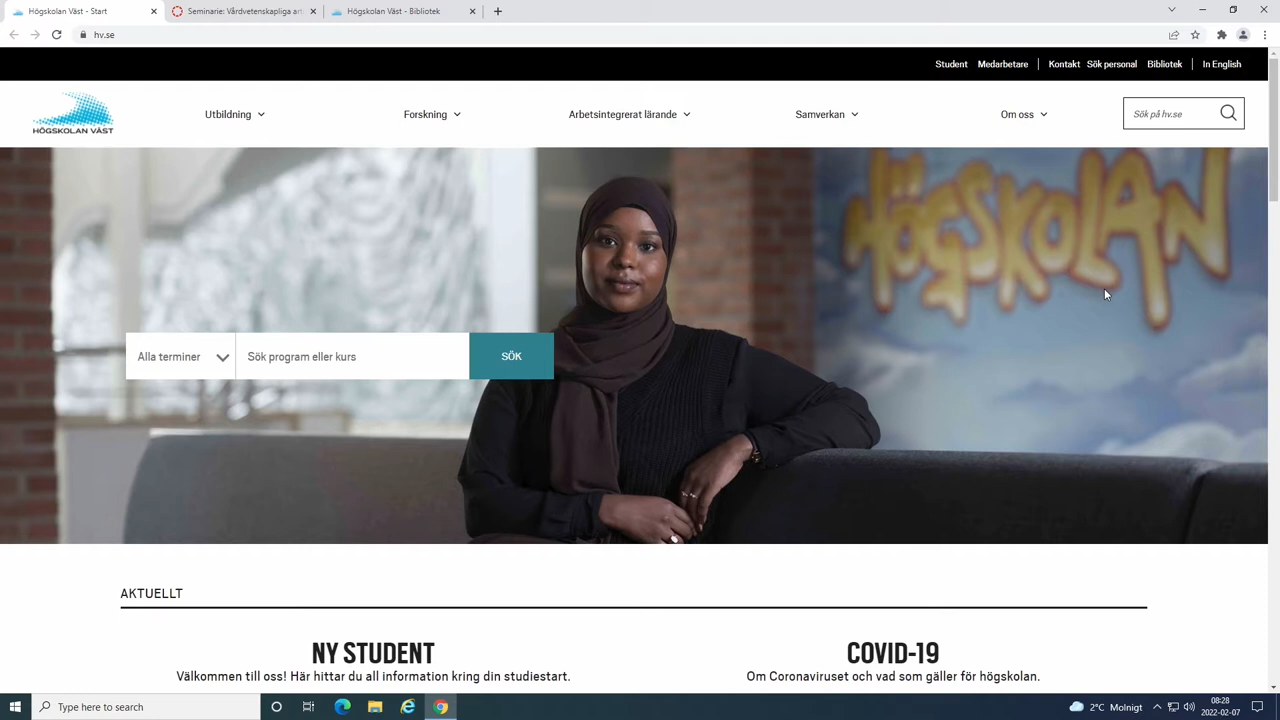 Högskolan Väst - Start
Seminarie: Vårdvetenskapliga art
Högskolan Väst - Bibliotek
hv.se
Student Medarbetare Kontakt Sök personal Bibliotek In English
HÖGSKOLAN VÄST
Utbildning Forskning Arbetsintegrerat lärande Samverkan Om oss Sök på hv.se
HÖGSKOLAN
Alla terminer Sök program eller kurs SÖK
AKTUELLT
NY STUDENT
Välkommen till oss! Här hittar du all information kring din studiestart.
COVID-19
Om Coronaviruset och vad som gäller för högskolan.
Type here to search
2°C Molnigt
08:28
2022-02-07